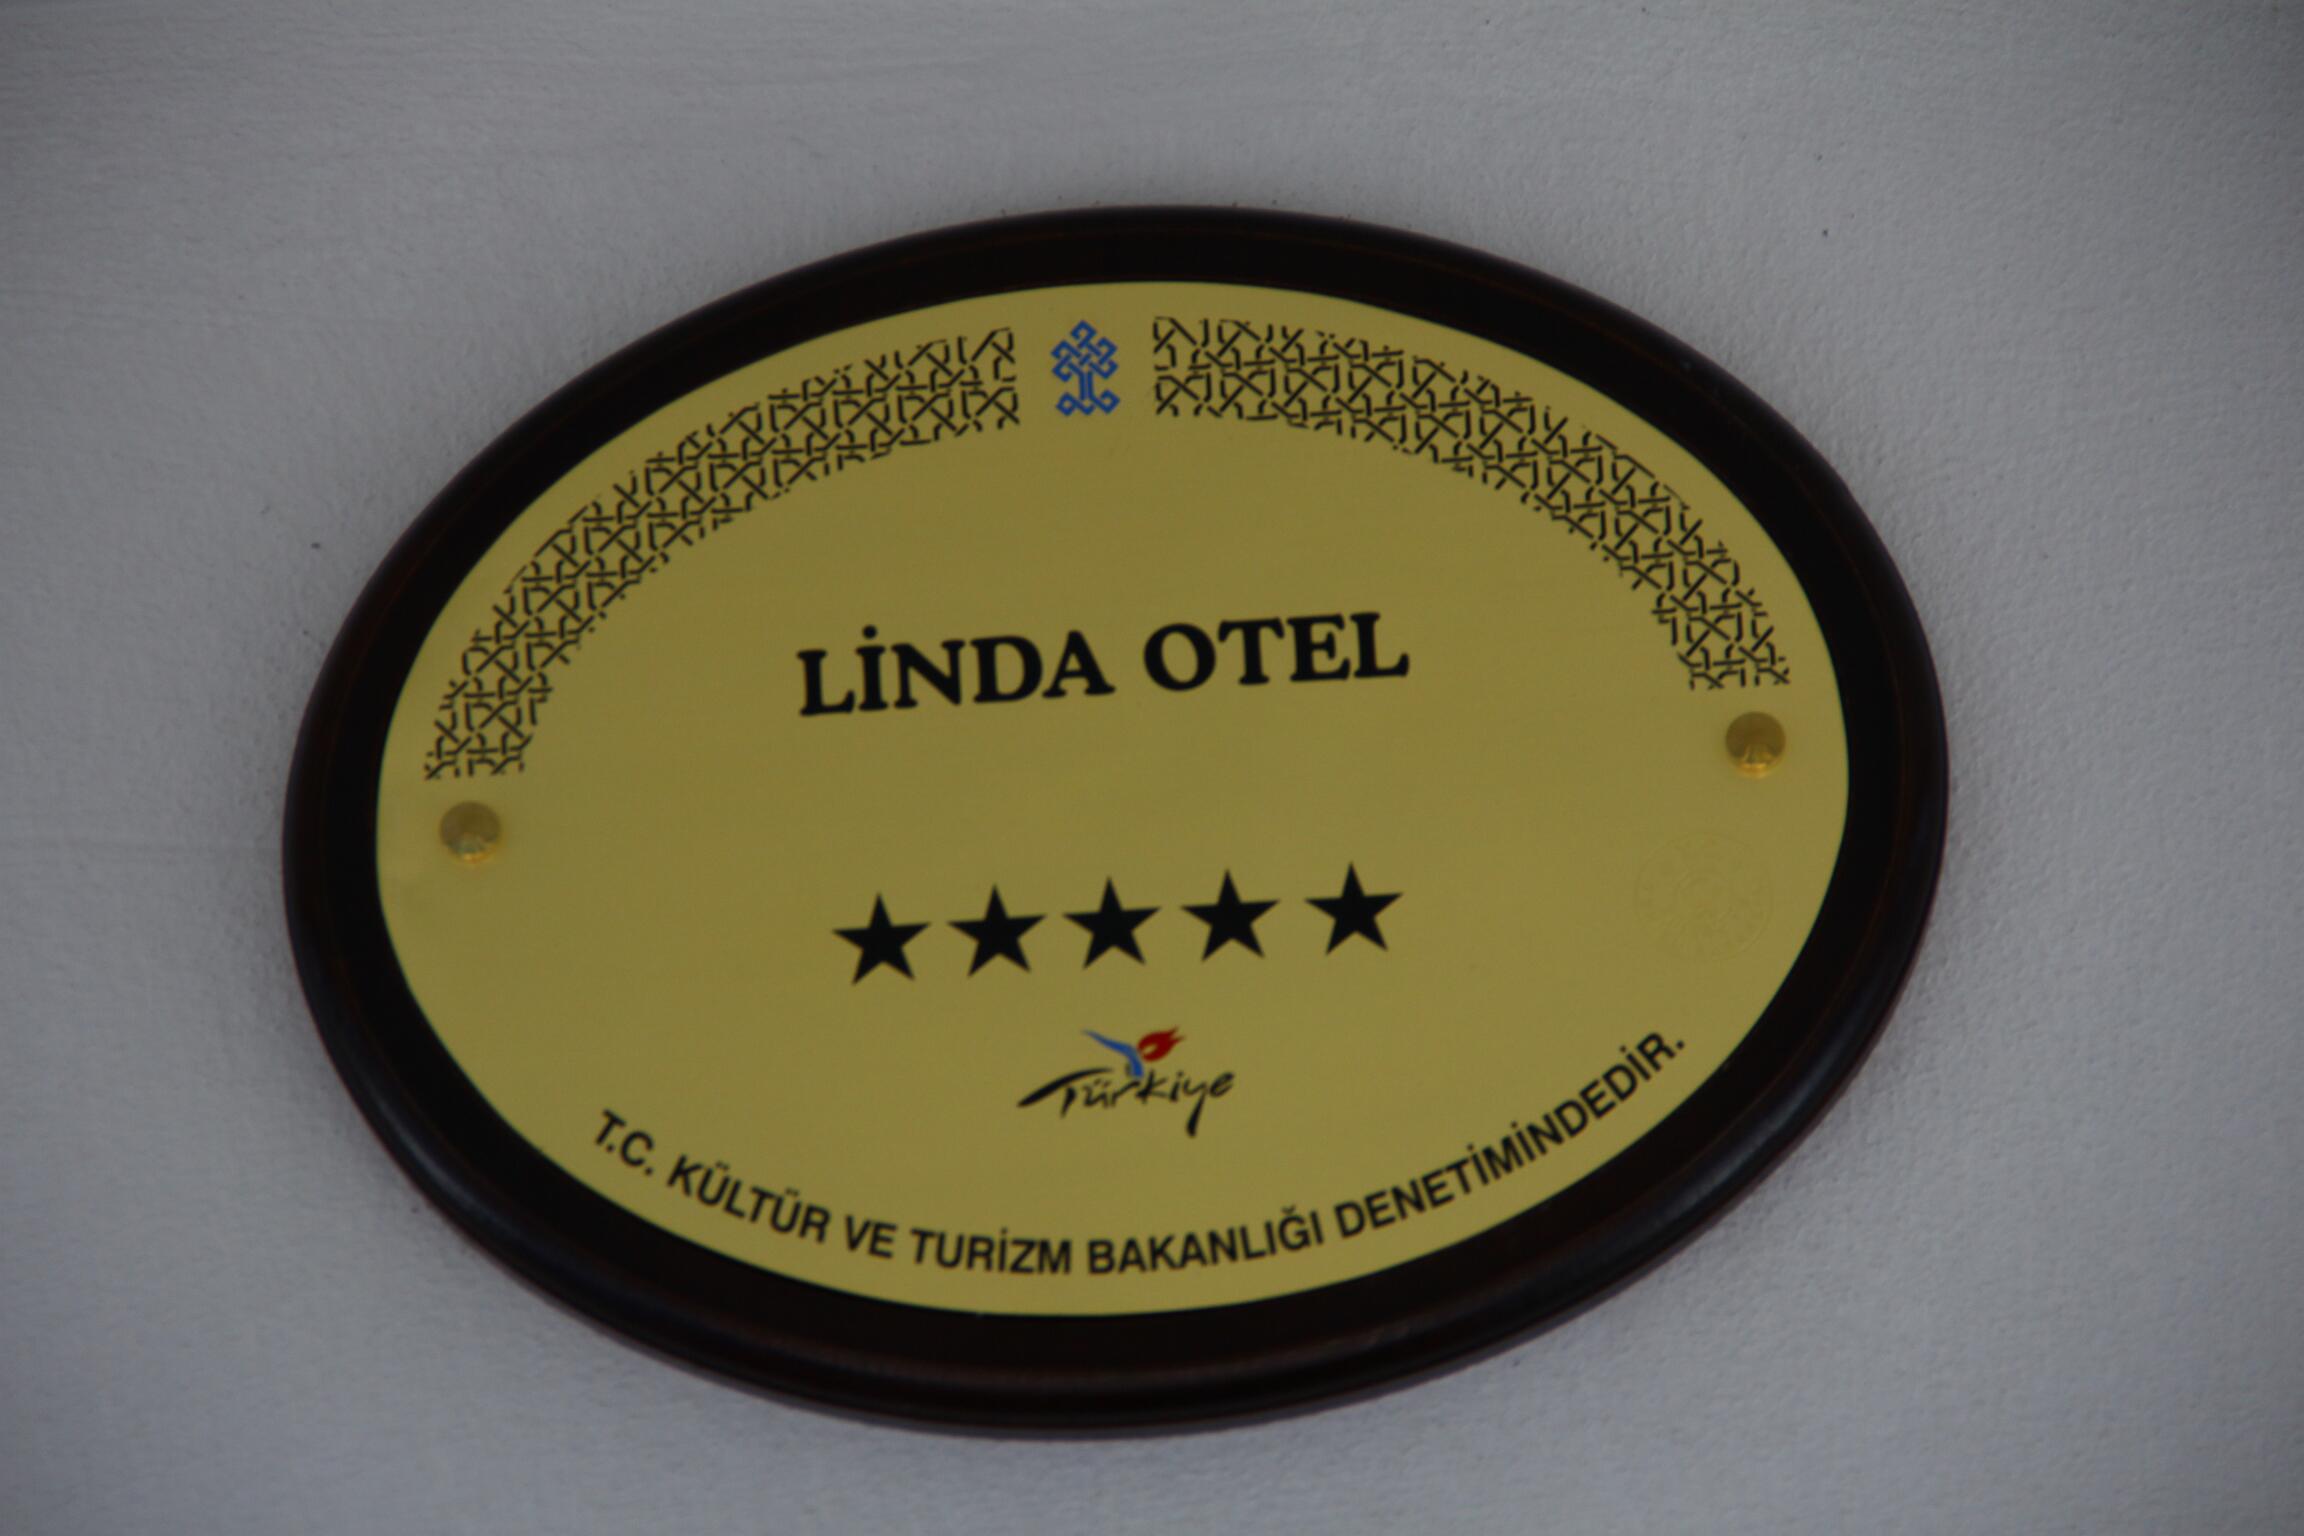 LİNDA OTEL
Türkiye
T.C. KÜLTÜR VE TURİZM BAKANLIĞI DENETİMİNDEDİR.